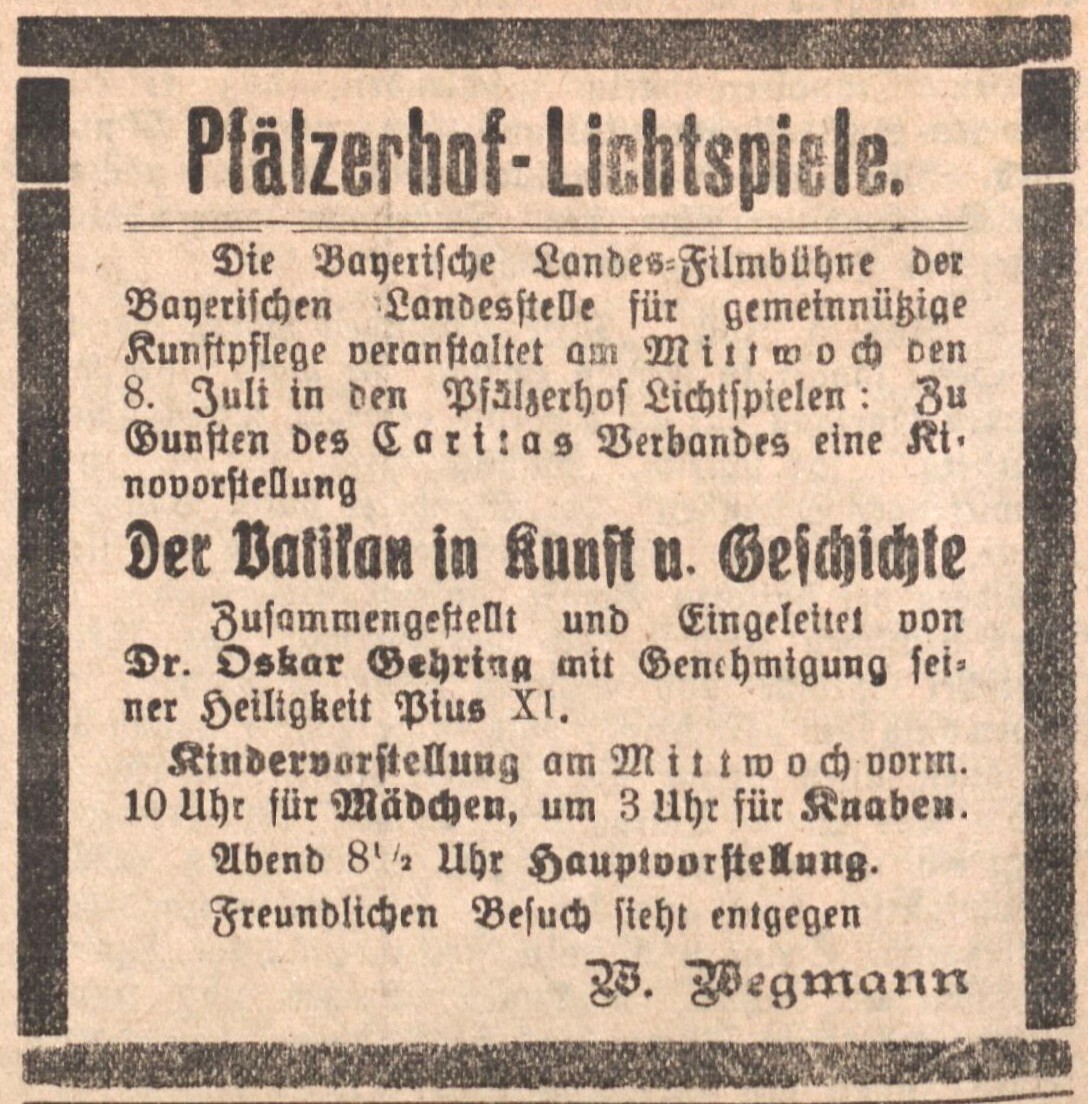 Pfälzerhof-Lichtspiele.
Die Bayerische Landes-Filmbühne der
Bayerischen Landesstelle für gemeinnützige
Kunstpflege veranstaltet am Mittwoch den
8. Juli in den Pfälzerhof Lichtspielen: Zu
Gunsten des Caritas Verbandes eine Ki-
novorstellung
Der Vatikan in Kunst u. Geschichte
Zusammengestellt und Eingeleitet von
Dr. Oskar Gehring mit Genehmigung sei-
ner Heiligkeit Pius XI.
Kindervorstellung am Mittwoch vorm.
10 Uhr für Mädchen, um 3 Uhr für Knaben.
Abend 8 1/2 Uhr Hauptvorstellung.
Freundlichen Besuch sieht entgegen
W. Wegmann